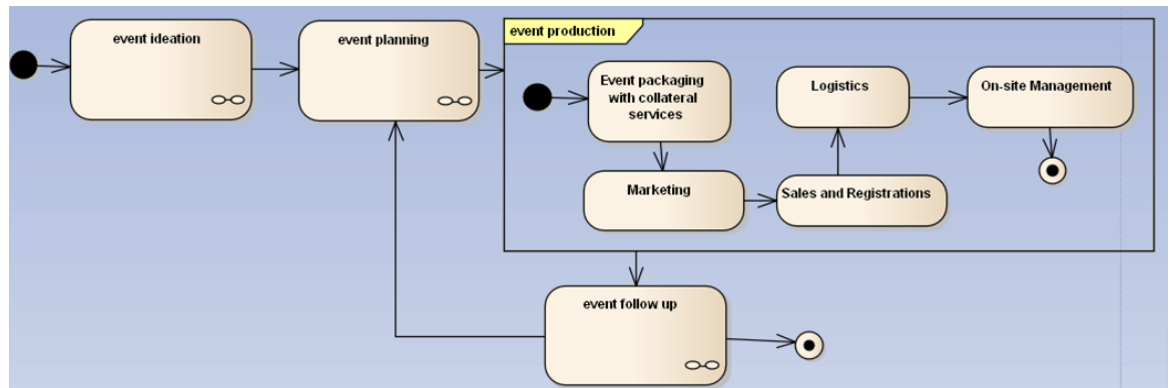 event ideation
event planning
event production
Event packaging
with collateral
services
Logistics
On-site Management
Marketing
Sales and Registrations
event follow up